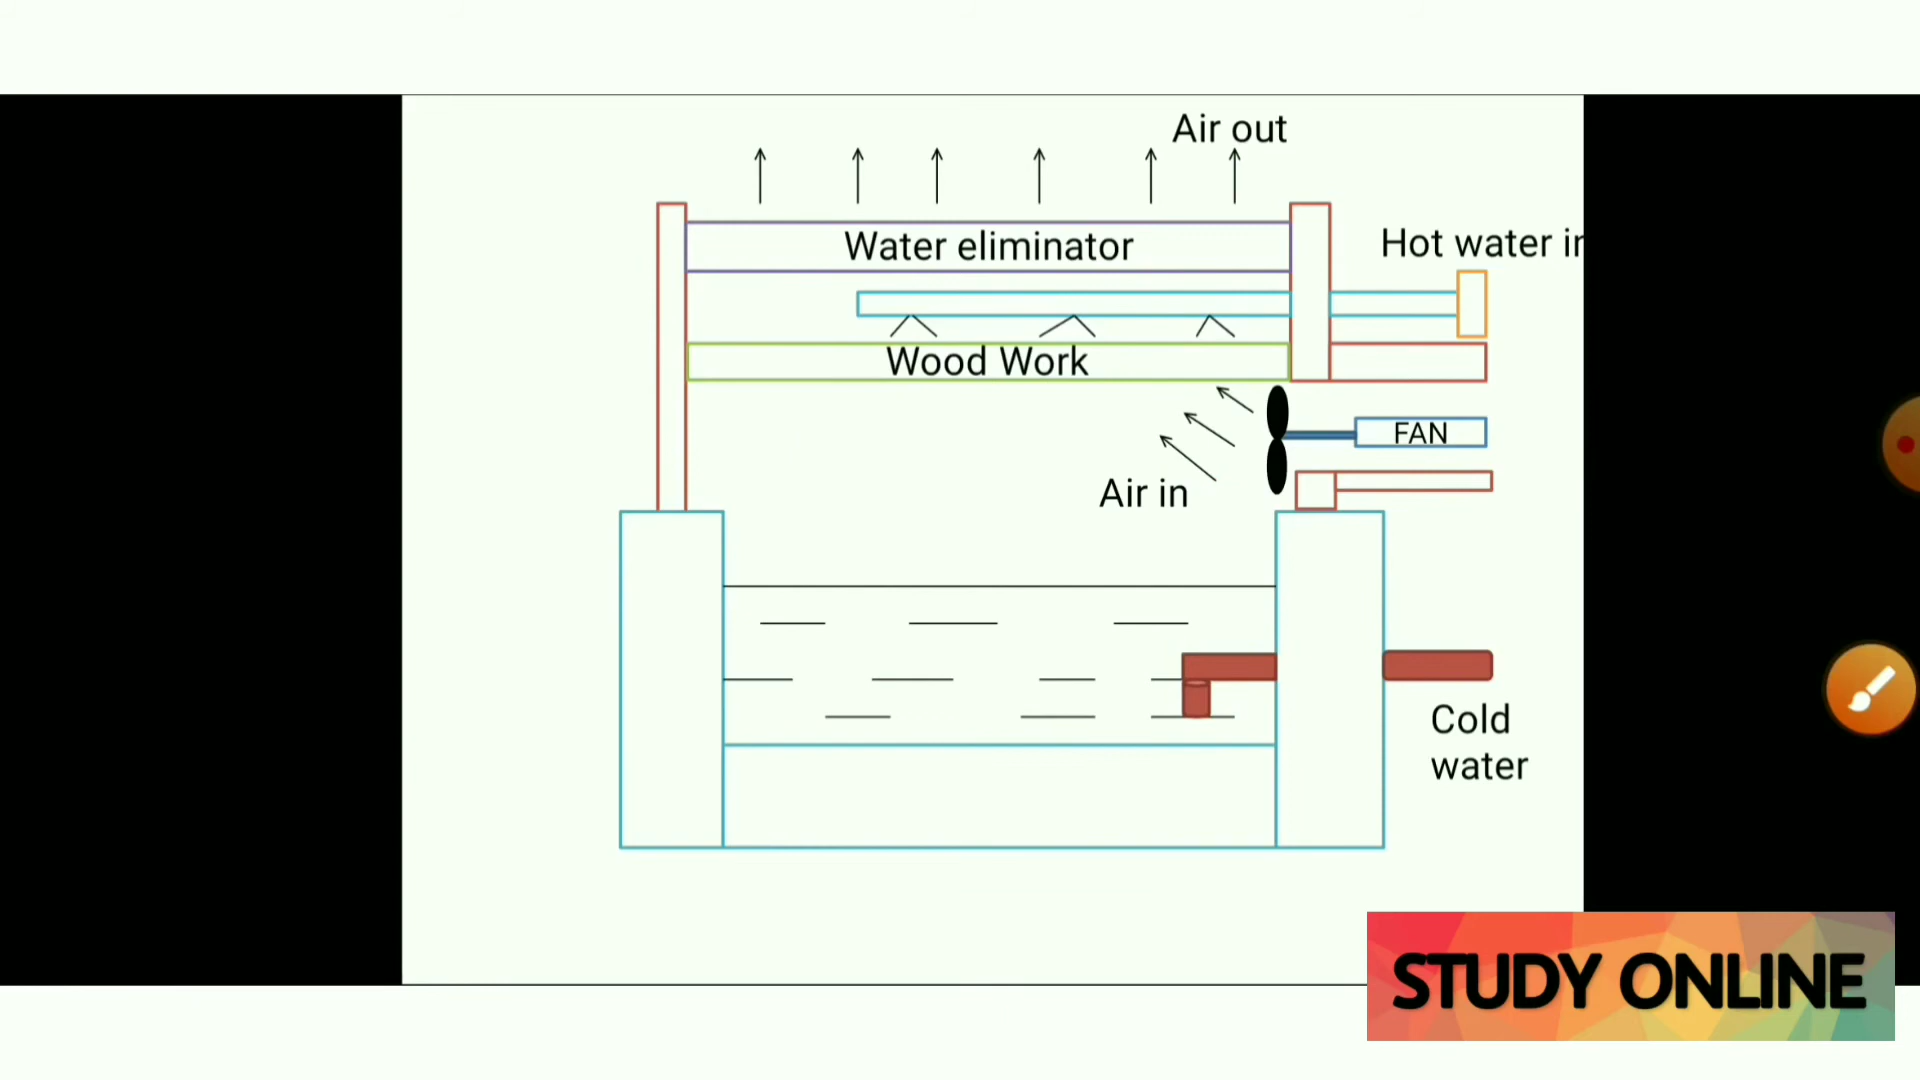 Air out
Water eliminator
Hot water in
Wood Work
FAN
Air in
Cold
water
STUDY ONLINE